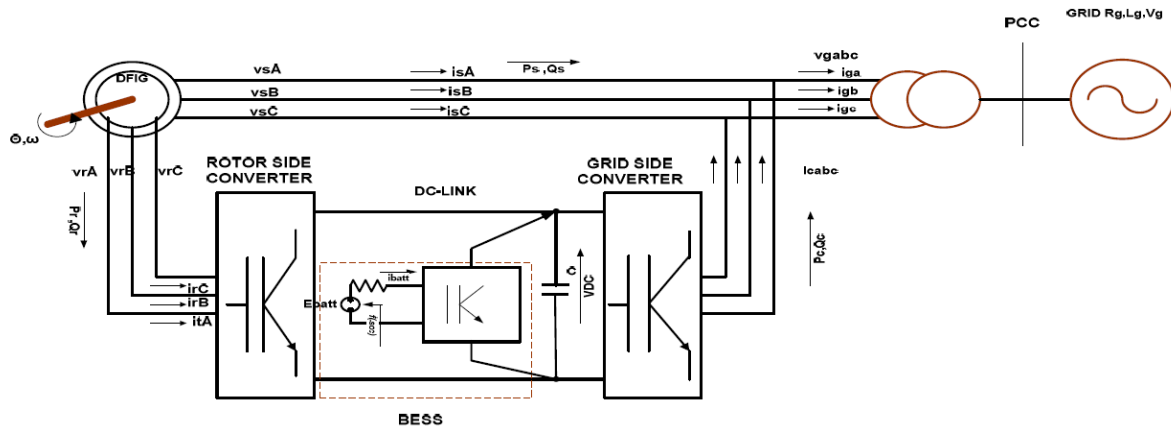 GRID Rg,Lg,Vg
PCC
DFIG
vsA
isA
Ps ,Qs
vgabc
iga
vsB
isB
igb
vsC
isC
igc
Θ,ω
vrA
vrB
vrC
Pr,Qr
ROTOR SIDE
CONVERTER
DC-LINK
GRID SIDE
CONVERTER
Icabc
Pc,Qc
irC
irB
itA
ibatt
Ebatt
f(soc)
C
VDC
BESS